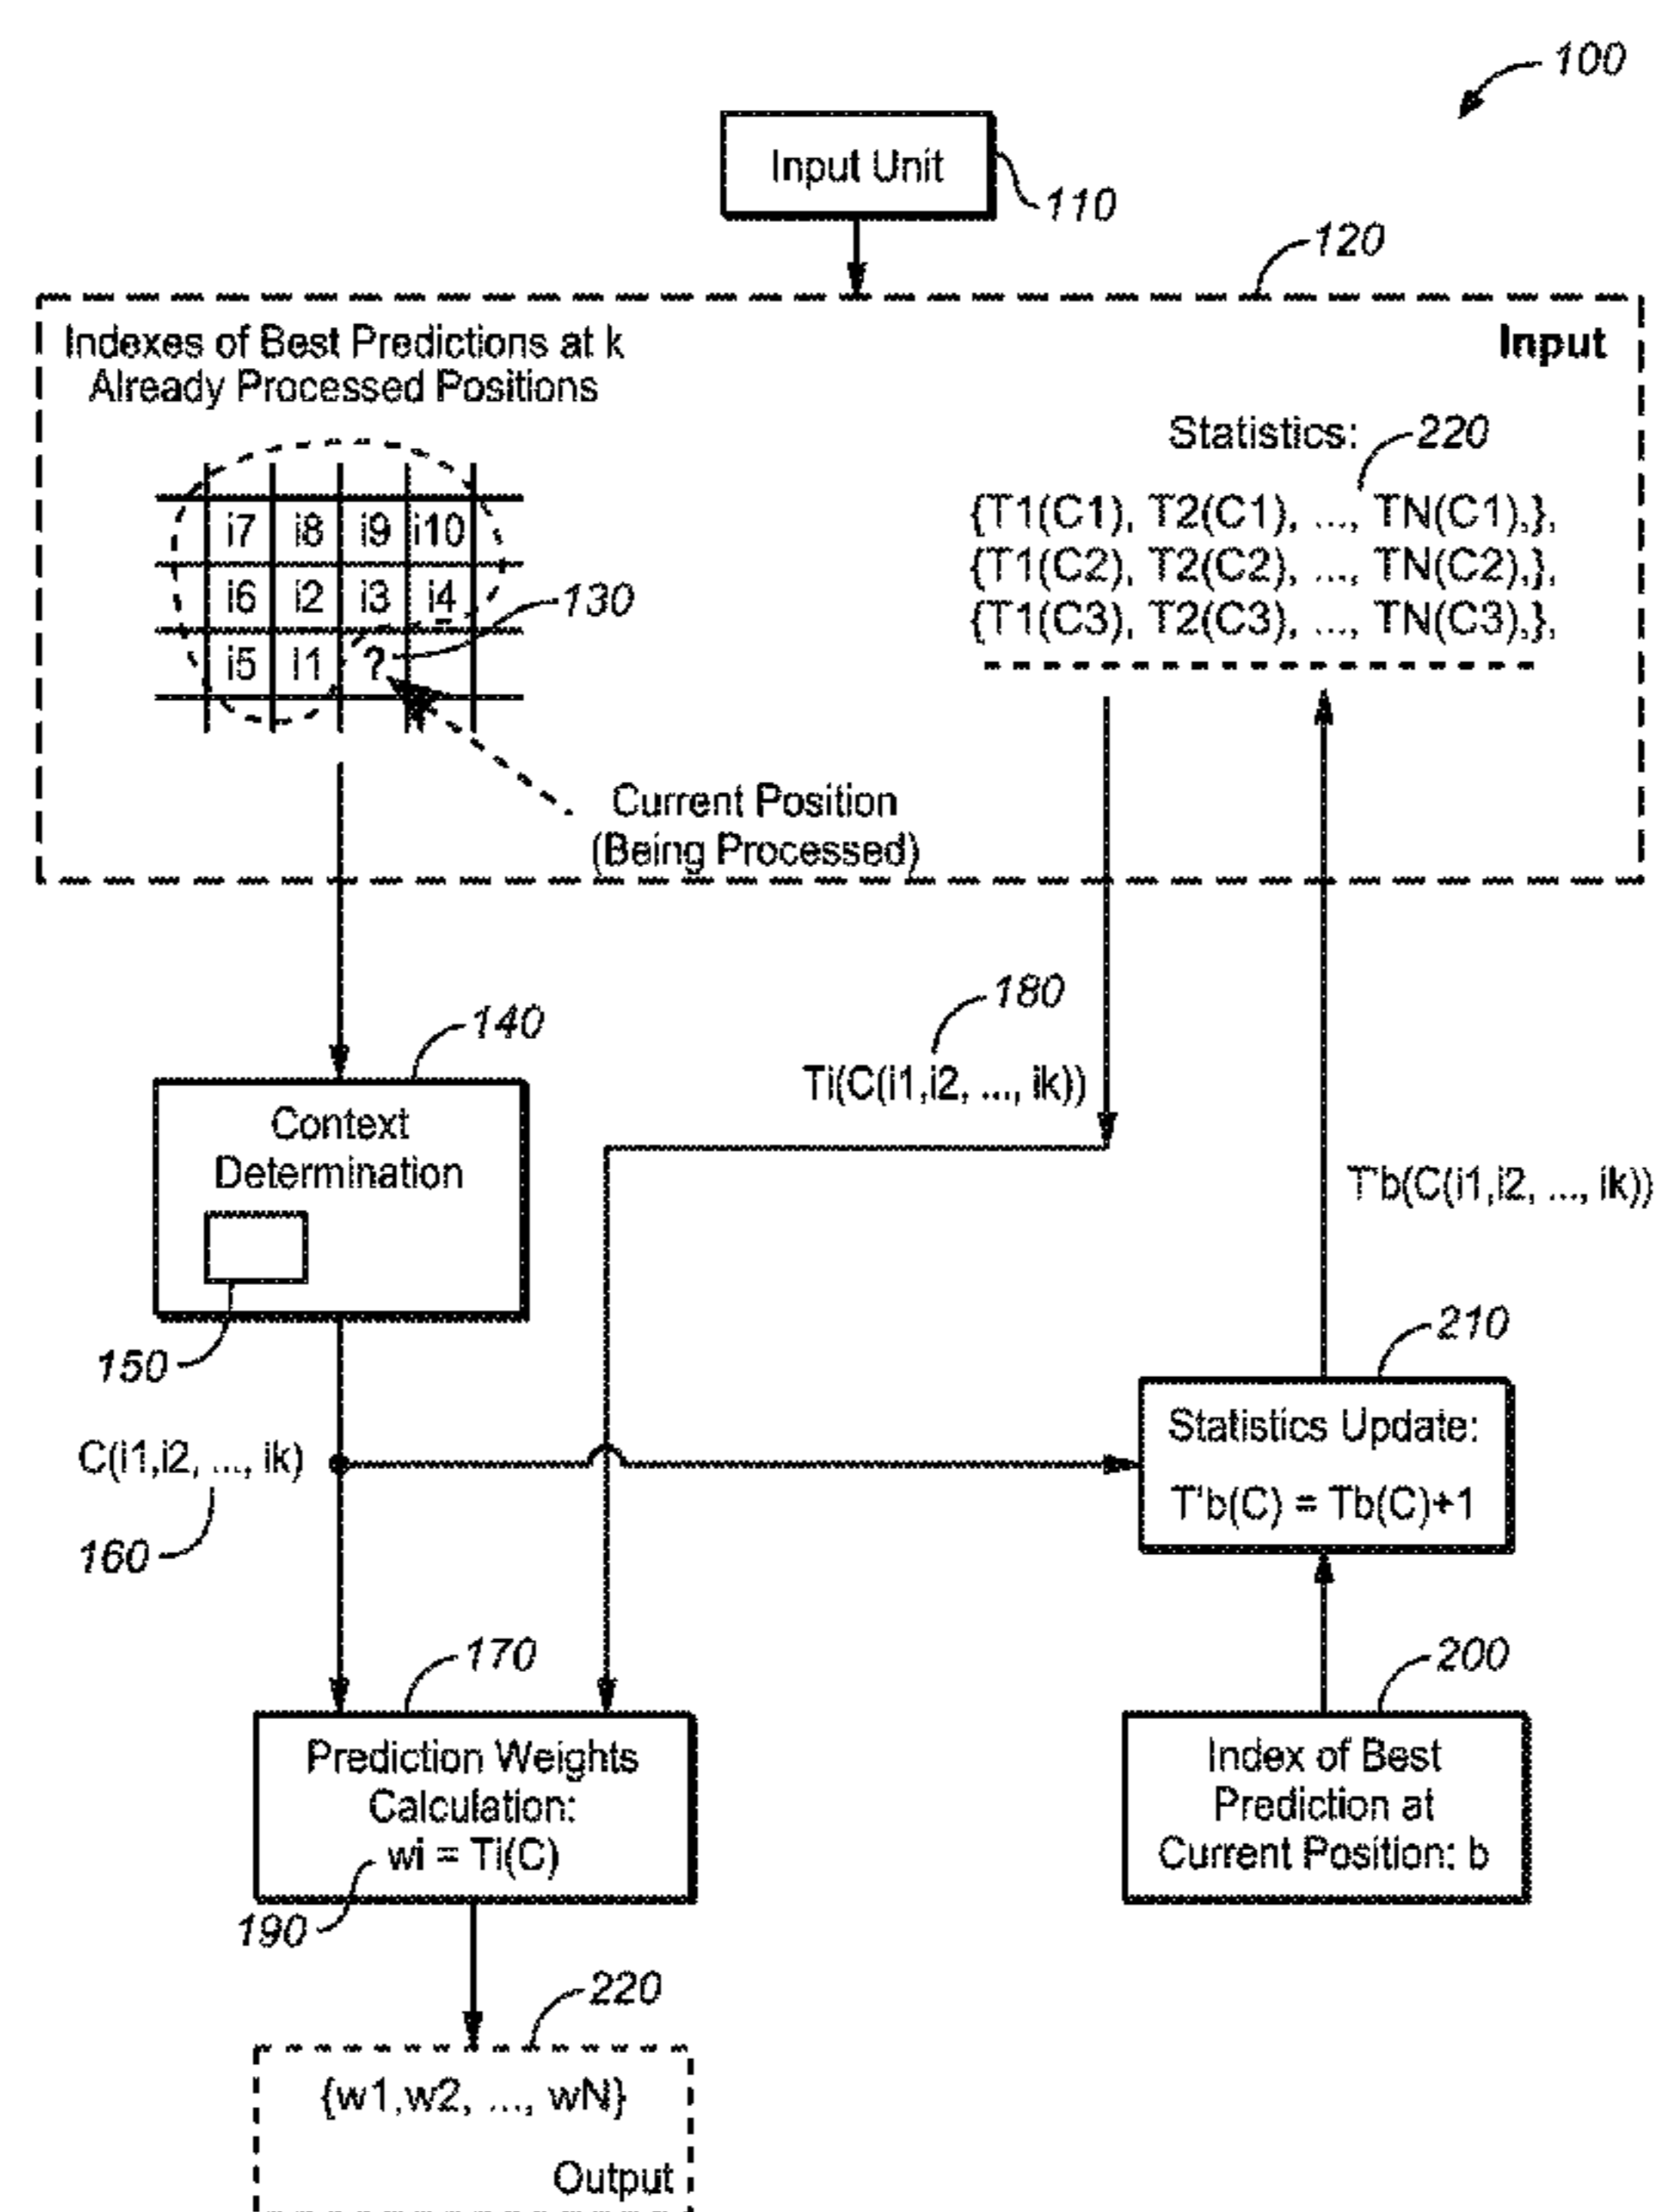 100
Input Unit
110
120
Indexes of Best Predictions at k
Already Processed Positions
Input
Statistics:
220
{T1(C1), T2(C1), ..., TN(C1),},
{T1(C2), T2(C2), ..., TN(C2),},
{T1(C3), T2(C3), ..., TN(C3),},
i7 i8 i9 i10
i6 i2 i3 i4
130
i5 i1 ?
Current Position
(Being Processed)
180
140
Ti(C(i1,i2, ..., ik))
Context
Determination
T'b(C(i1,i2, ..., ik))
150
210
Statistics Update:
T'b(C) = Tb(C)+1
C(i1,i2, ..., ik)
160
170
200
Prediction Weights
Calculation:
wi = Ti(C)
190
Index of Best
Prediction at
Current Position: b
220
{w1,w2, ..., wN}
Output